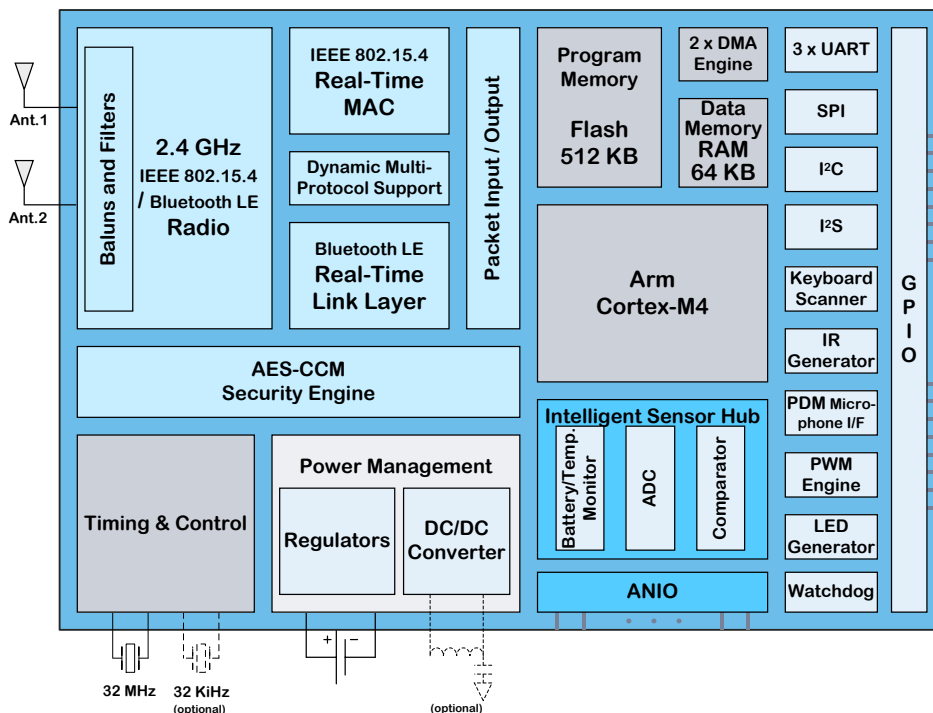 Ant.1
Ant.2
Baluns and Filters
2.4 GHz
IEEE 802.15.4
/ Bluetooth LE
Radio
IEEE 802.15.4
Real-Time
MAC
Dynamic Multi-
Protocol Support
Bluetooth LE
Real-Time
Link Layer
Packet Input / Output
AES-CCM
Security Engine
Timing & Control
Power Management
Regulators
DC/DC
Converter
32 MHz
32 KiHz
(optional)
+
−
(optional)
Program
Memory
Flash
512 KB
2 x DMA
Engine
Data
Memory
RAM
64 KB
Arm
Cortex-M4
Intelligent Sensor Hub
Battery/Temp.
Monitor
ADC
Comparator
ANIO
3 x UART
SPI
I²C
I²S
Keyboard
Scanner
IR
Generator
PDM Micro-
phone I/F
PWM
Engine
LED
Generator
Watchdog
GPIO